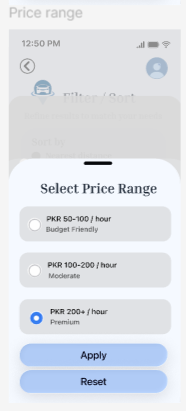 Price range
12:50 PM
Filter / Sort
Select Price Range
PKR 50-100 / hour
Budget Friendly
PKR 100-200 / hour
Moderate
PKR 200+ / hour
Premium
Apply
Reset